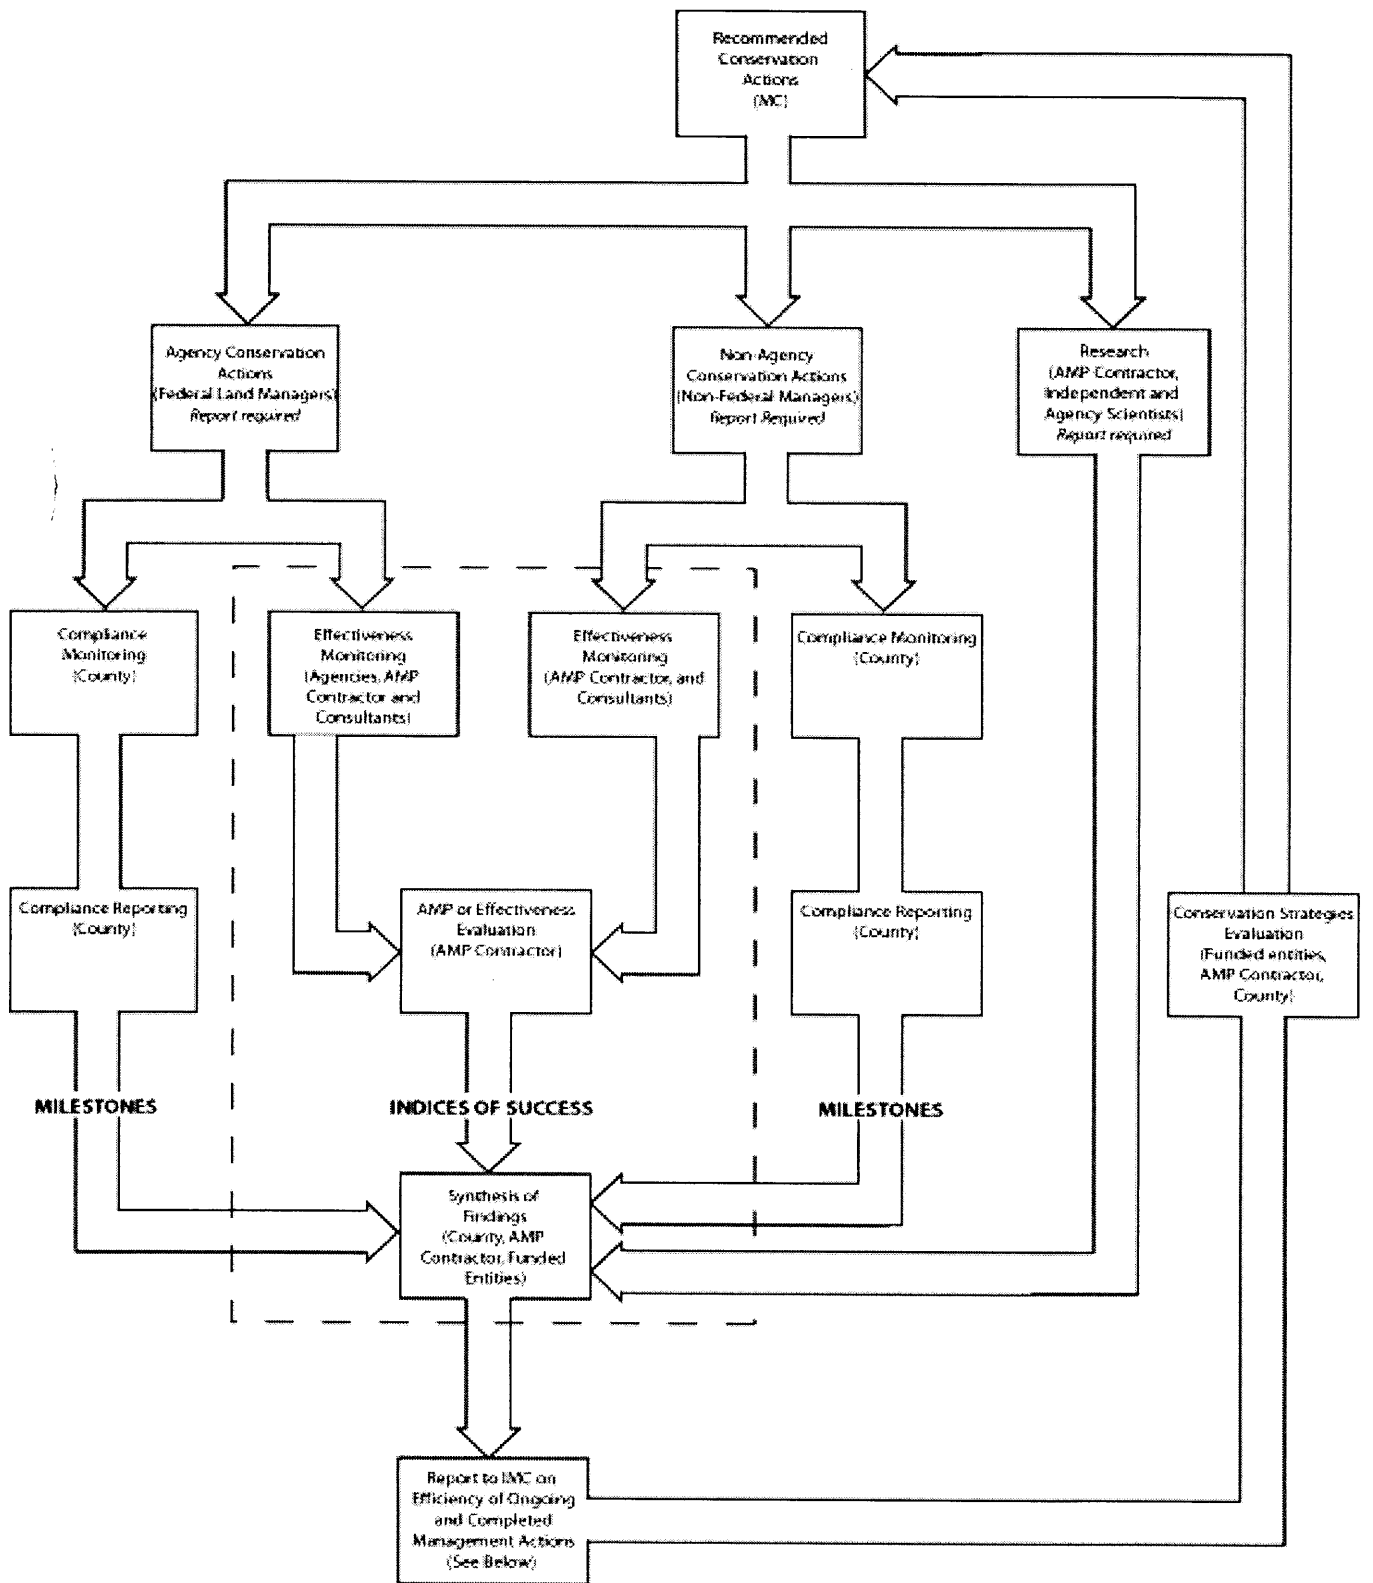 Recommended
Conservation
Actions
(MC)
Agency Conservation
Actions
(Federal Land Managers)
Report required
Non-Agency
Conservation Actions
(Non-Federal Managers)
Report Required
Research
(AMP Contractor,
Independent and
Agency Scientists)
Report required
Compliance
Monitoring
(County)
Effectiveness
Monitoring
(Agencies, AMP
Contractor and
Consultants)
Effectiveness
Monitoring
(AMP Contractor, and
Consultants)
Compliance Monitoring
(County)
Compliance Reporting
(County)
AMP or Effectiveness
Evaluation
(AMP Contractor)
Compliance Reporting
(County)
Conservation Strategies
Evaluation
(Funded entities,
AMP Contractor,
County)
MILESTONES
INDICES OF SUCCESS
MILESTONES
Synthesis of
Findings
(County, AMP
Contractor, Funded
Entities)
Report to IMC on
Efficiency of Ongoing
and Completed
Management Actions
(See Below)